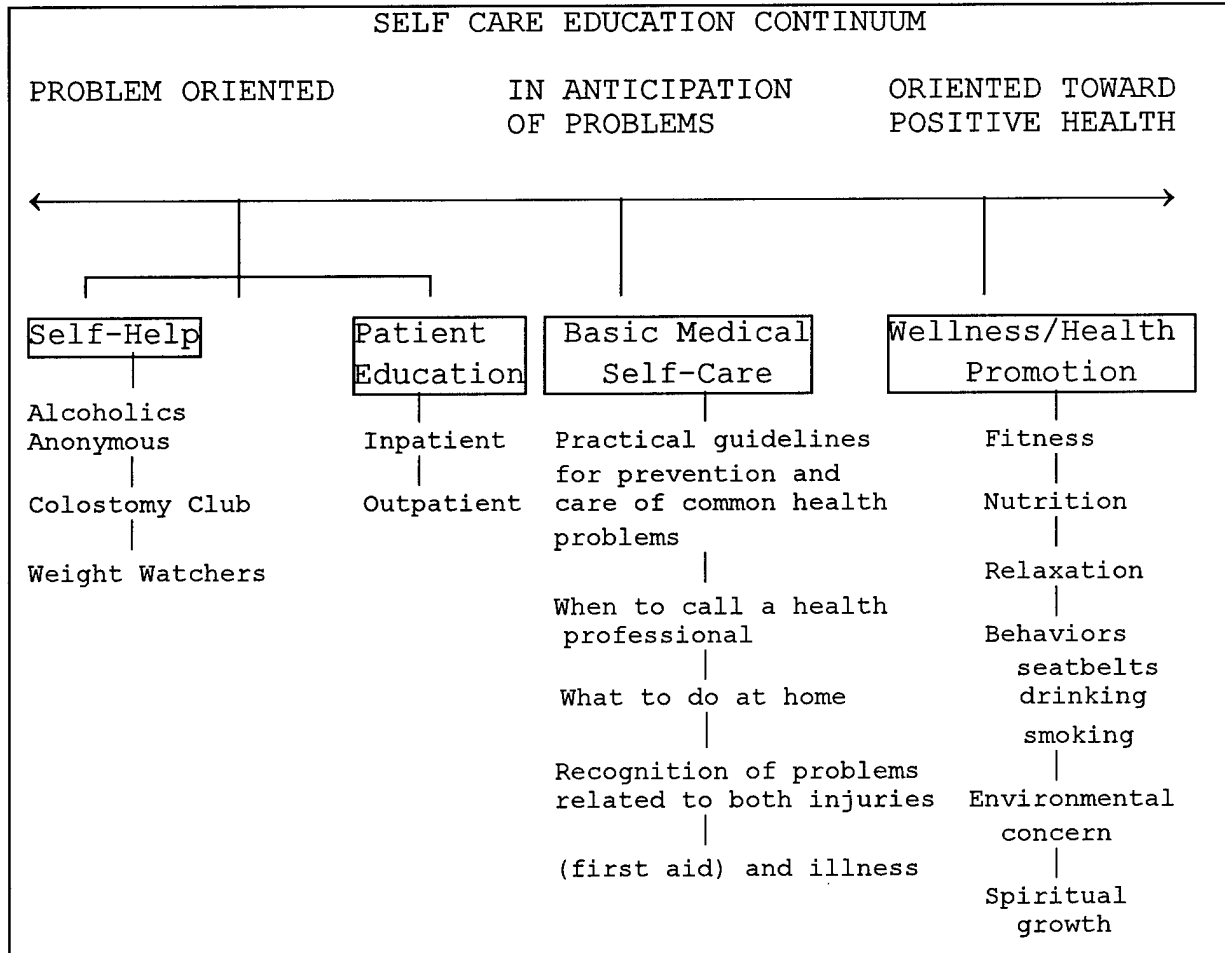 SELF CARE EDUCATION CONTINUUM
PROBLEM ORIENTED
IN ANTICIPATION
OF PROBLEMS
ORIENTED TOWARD
POSITIVE HEALTH
Self-Help
Alcoholics
Anonymous
Colostomy Club
Weight Watchers
Patient
Education
Inpatient
Outpatient
Basic Medical
Self-Care
Practical guidelines
for prevention and
care of common health
problems
When to call a health
professional
What to do at home
Recognition of problems
related to both injuries
(first aid) and illness
Wellness/Health
Promotion
Fitness
Nutrition
Relaxation
Behaviors
seatbelts
drinking
smoking
Environmental
concern
Spiritual
growth